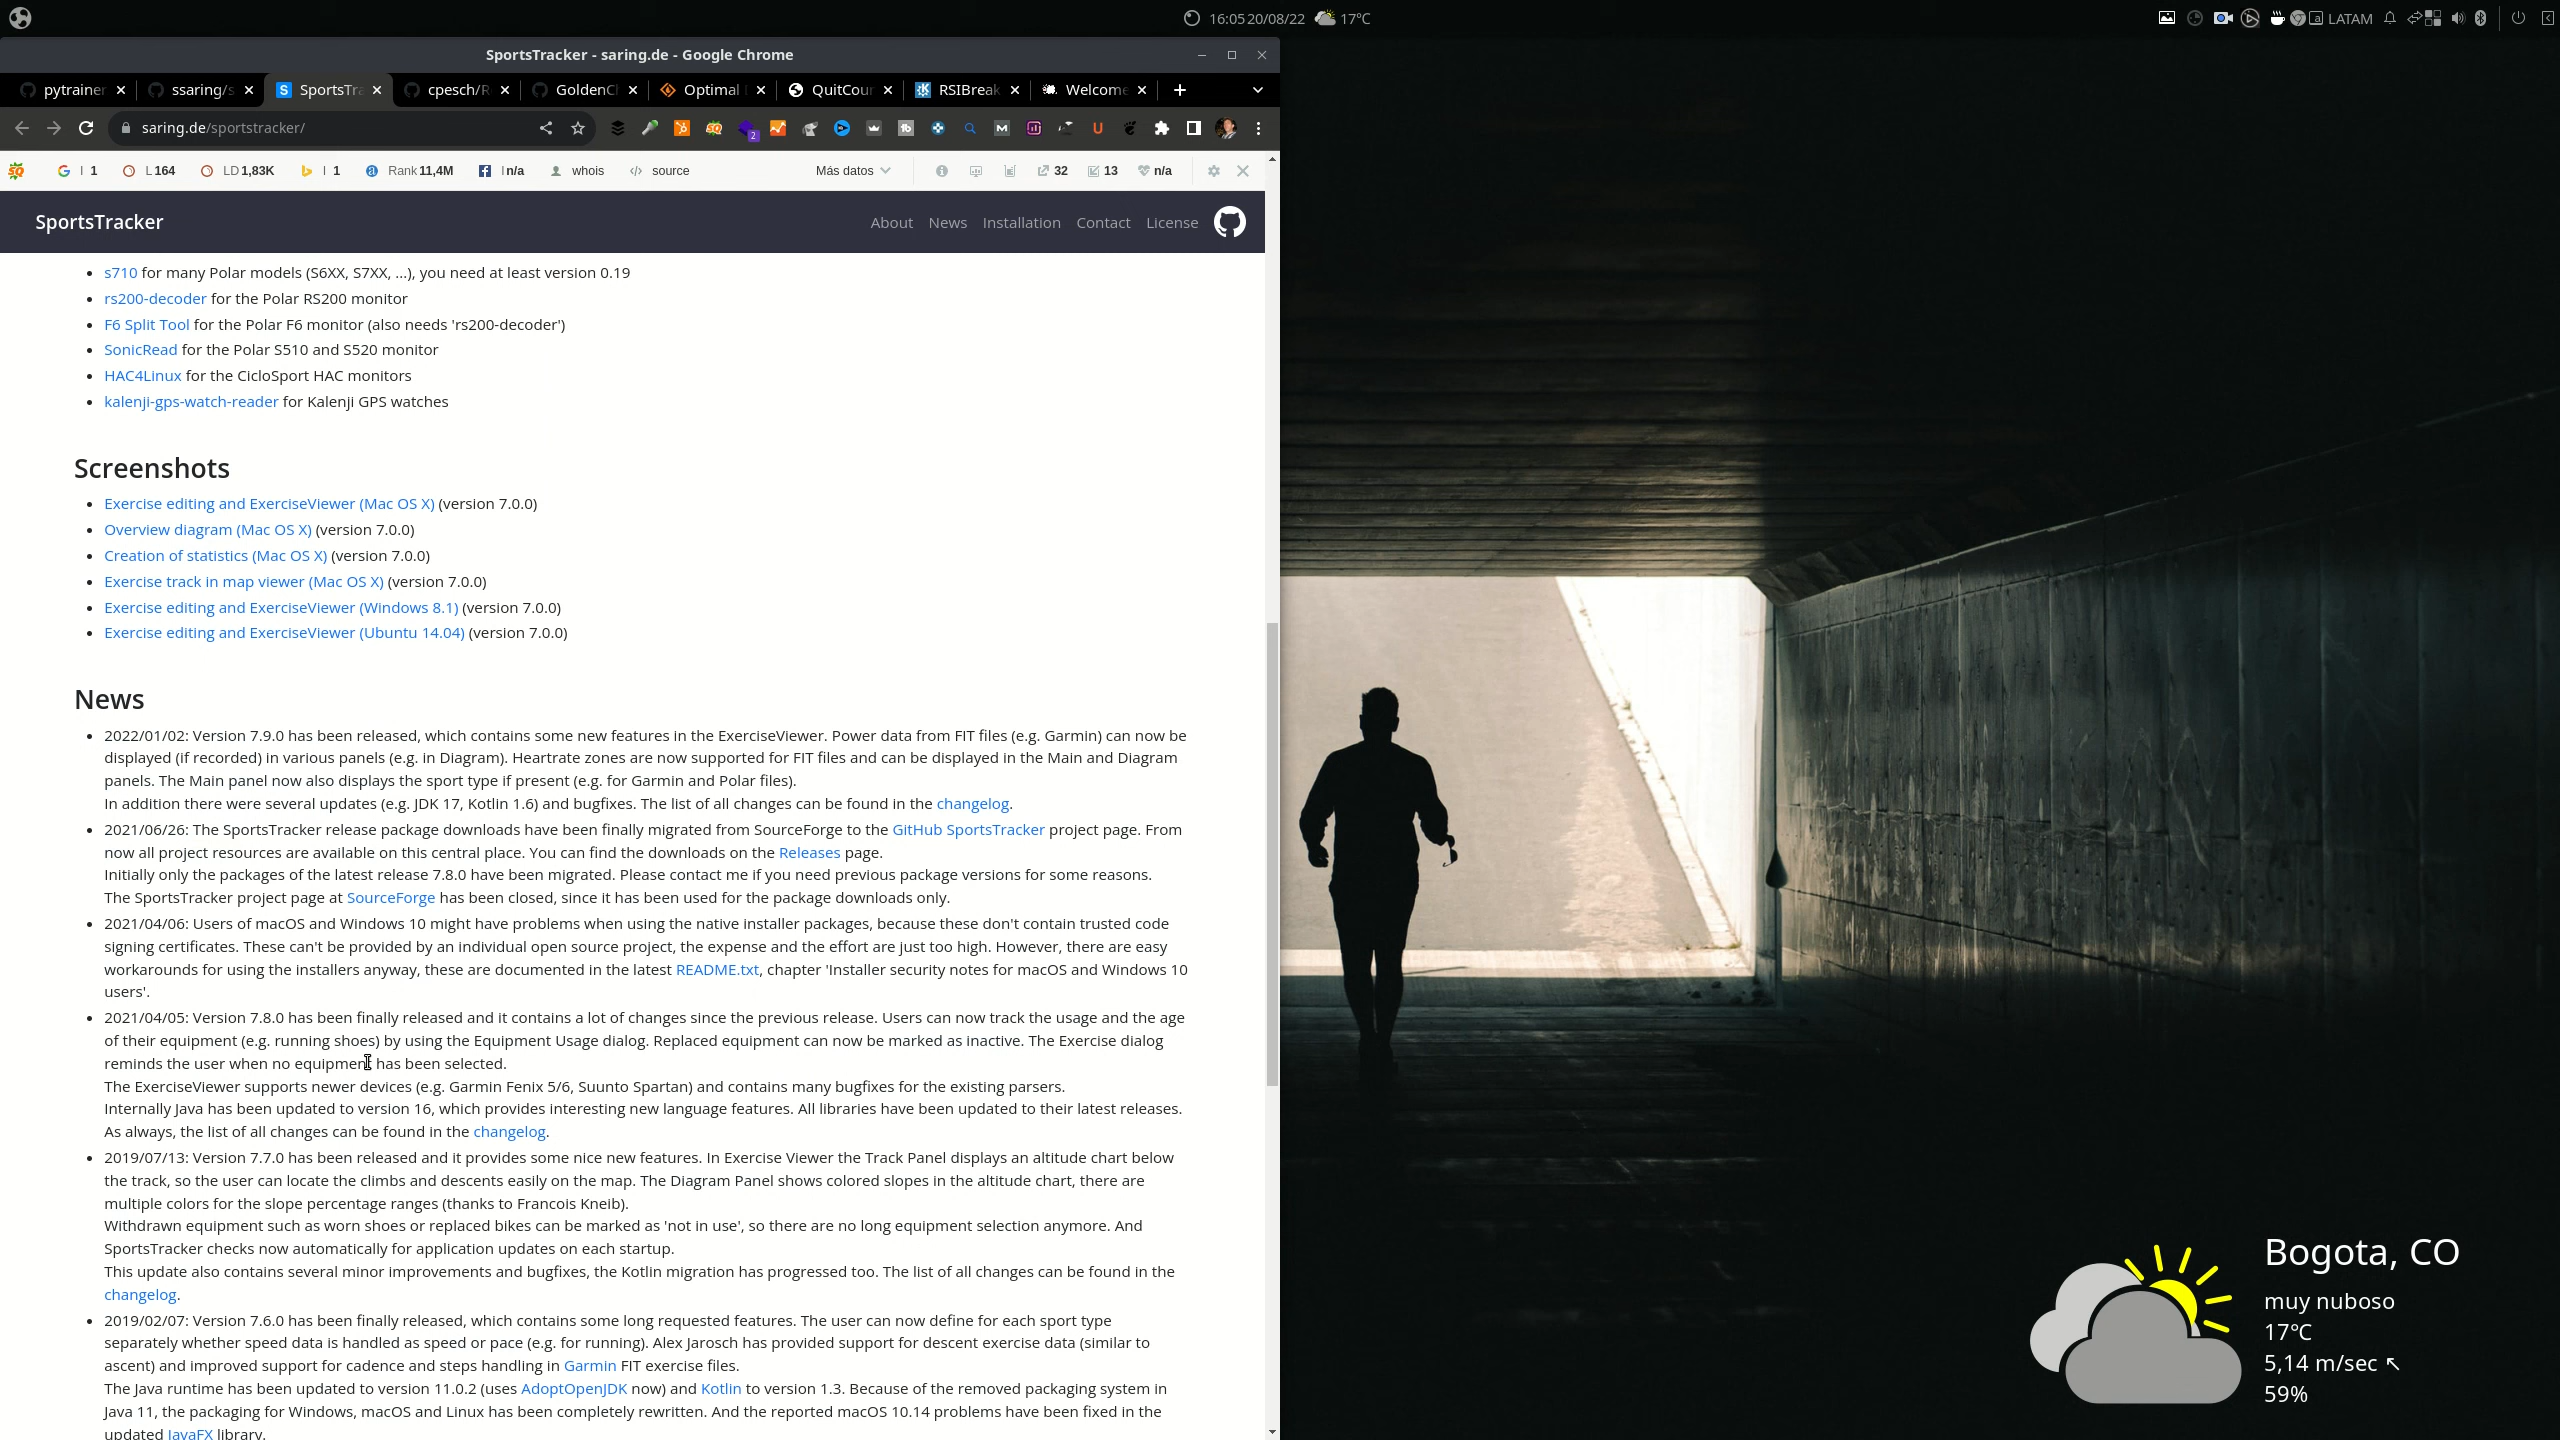 16:05 20/08/22 17°C
LATAM
SportsTracker - saring.de - Google Chrome
pytrainer
ssaring/s
SportsTra
cpesch/R
GoldenCh
Optimal
QuitCour
RSIBreak
Welcome
saring.de/sportstracker/
I 1
L 164
LD 1,83K
I 1
Rank 11,4M
I n/a
whois
source
Más datos
32
13
n/a
SportsTracker
About News Installation Contact License
s710 for many Polar models (S6XX, S7XX, ...), you need at least version 0.19
rs200-decoder for the Polar RS200 monitor
F6 Split Tool for the Polar F6 monitor (also needs 'rs200-decoder')
SonicRead for the Polar S510 and S520 monitor
HAC4Linux for the CicloSport HAC monitors
kalenji-gps-watch-reader for Kalenji GPS watches
Screenshots
Exercise editing and ExerciseViewer (Mac OS X) (version 7.0.0)
Overview diagram (Mac OS X) (version 7.0.0)
Creation of statistics (Mac OS X) (version 7.0.0)
Exercise track in map viewer (Mac OS X) (version 7.0.0)
Exercise editing and ExerciseViewer (Windows 8.1) (version 7.0.0)
Exercise editing and ExerciseViewer (Ubuntu 14.04) (version 7.0.0)
News
2022/01/02: Version 7.9.0 has been released, which contains some new features in the ExerciseViewer. Power data from FIT files (e.g. Garmin) can now be
displayed (if recorded) in various panels (e.g. in Diagram). Heartrate zones are now supported for FIT files and can be displayed in the Main and Diagram
panels. The Main panel now also displays the sport type if present (e.g. for Garmin and Polar files).
In addition there were several updates (e.g. JDK 17, Kotlin 1.6) and bugfixes. The list of all changes can be found in the changelog.
2021/06/26: The SportsTracker release package downloads have been finally migrated from SourceForge to the GitHub SportsTracker project page. From
now all project resources are available on this central place. You can find the downloads on the Releases page.
Initially only the packages of the latest release 7.8.0 have been migrated. Please contact me if you need previous package versions for some reasons.
The SportsTracker project page at SourceForge has been closed, since it has been used for the package downloads only.
2021/04/06: Users of macOS and Windows 10 might have problems when using the native installer packages, because these don't contain trusted code
signing certificates. These can't be provided by an individual open source project, the expense and the effort are just too high. However, there are easy
workarounds for using the installers anyway, these are documented in the latest README.txt, chapter 'Installer security notes for macOS and Windows 10
users'.
2021/04/05: Version 7.8.0 has been finally released and it contains a lot of changes since the previous release. Users can now track the usage and the age
of their equipment (e.g. running shoes) by using the Equipment Usage dialog. Replaced equipment can now be marked as inactive. The Exercise dialog
reminds the user when no equipment has been selected.
The ExerciseViewer supports newer devices (e.g. Garmin Fenix 5/6, Suunto Spartan) and contains many bugfixes for the existing parsers.
Internally Java has been updated to version 16, which provides interesting new language features. All libraries have been updated to their latest releases.
As always, the list of all changes can be found in the changelog.
2019/07/13: Version 7.7.0 has been released and it provides some nice new features. In Exercise Viewer the Track Panel displays an altitude chart below
the track, so the user can locate the climbs and descents easily on the map. The Diagram Panel shows colored slopes in the altitude chart, there are
multiple colors for the slope percentage ranges (thanks to Francois Kneib).
Withdrawn equipment such as worn shoes or replaced bikes can be marked as 'not in use', so there are no long equipment selection anymore. And
SportsTracker checks now automatically for application updates on each startup.
This update also contains several minor improvements and bugfixes, the Kotlin migration has progressed too. The list of all changes can be found in the
changelog.
2019/02/07: Version 7.6.0 has been finally released, which contains some long requested features. The user can now define for each sport type
separately whether speed data is handled as speed or pace (e.g. for running). Alex Jarosch has provided support for descent exercise data (similar to
ascent) and improved support for cadence and steps handling in Garmin FIT exercise files.
The Java runtime has been updated to version 11.0.2 (uses AdoptOpenJDK now) and Kotlin to version 1.3. Because of the removed packaging system in
Java 11, the packaging for Windows, macOS and Linux has been completely rewritten. And the reported macOS 10.14 problems have been fixed in the
updated JavaFX library.
Bogota, CO
muy nuboso
17°C
5,14 m/sec ↖
59%